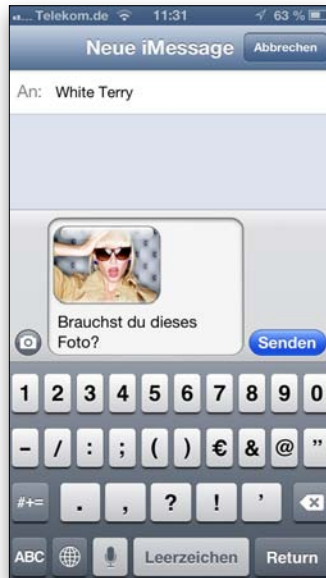 Telekom.de 11:31 63 %
Neue iMessage Abbrechen
An: White Terry
Brauchst du dieses
Foto?
Senden
1 2 3 4 5 6 7 8 9 0
- / : ; ( ) € & @ "
#+= . , ? ! '
ABC Leerzeichen Return